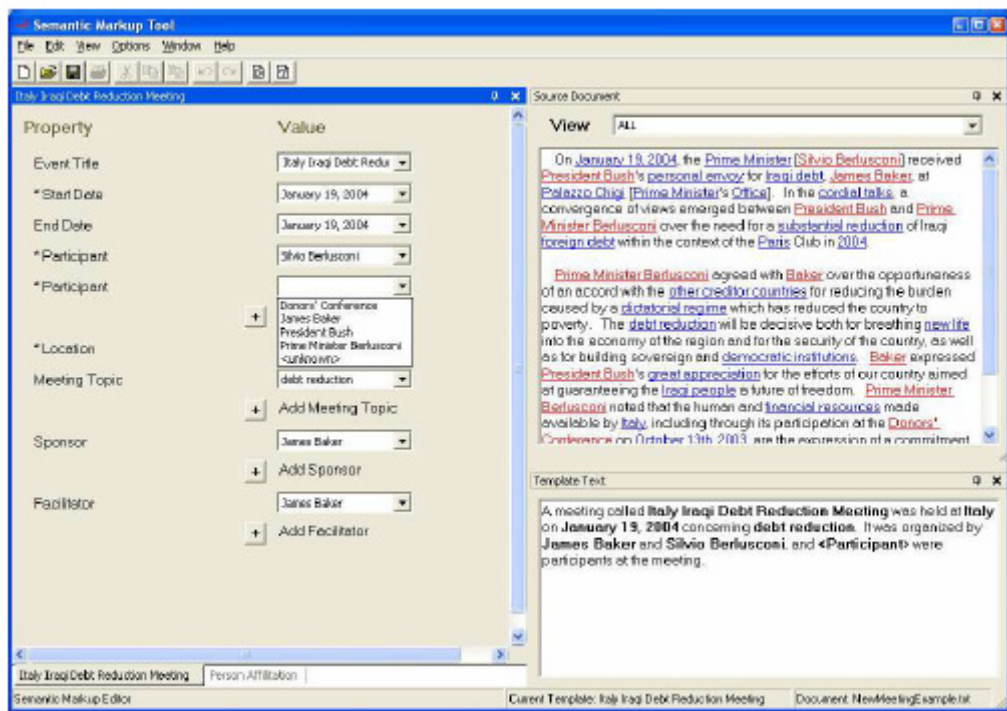 Semantic Markup Tool
File Edit View Options Window Help
Italy Iraqi Debt Reduction Meeting
Property Value
Event Title Italy Iraqi Debt Redu
*Start Date January 19, 2004
End Date January 19, 2004
*Participant Silvio Berlusconi
*Participant
Donors' Conference
+ James Baker
President Bush
Prime Minister Berlusconi
*Location <unknown>
Meeting Topic debt reduction
+ Add Meeting Topic
Sponsor James Baker
+ Add Sponsor
Facilitator James Baker
+ Add Facilitator
Italy Iraqi Debt Reduction Meeting Person Affiliation
Source Document
View ALL
On January 19, 2004, the Prime Minister [Silvio Berlusconi] received
President Bush's personal envoy for Iraqi debt, James Baker, at
Palazzo Chigi [Prime Minister's Office]. In the cordial talks, a
convergence of views emerged between President Bush and Prime
Minister Berlusconi over the need for a substantial reduction of Iraqi
foreign debt within the context of the Paris Club in 2004.
Prime Minister Berlusconi agreed with Baker over the opportuneness
of an accord with the other creditor countries for reducing the burden
caused by a dictatorial regime which has reduced the country to
poverty. The debt reduction will be decisive both for breathing new life
into the economy of the region and for the security of the country, as well
as for building sovereign and democratic institutions. Baker expressed
President Bush's great appreciation for the efforts of our country aimed
at guaranteeing the Iraqi people a future of freedom. Prime Minister
Berlusconi noted that the human and financial resources made
available by Italy, including through its participation at the Donors'
Conference on October 13th, 2003, are the expression of a commitment
Template Text
A meeting called Italy Iraqi Debt Reduction Meeting was held at Italy
on January 19, 2004 concerning debt reduction. It was organized by
James Baker and Silvio Berlusconi, and <Participant> were
participants at the meeting.
Semantic Markup Editor Current Template: Italy Iraqi Debt Reduction Meeting Document: NewMeetingExample.txt